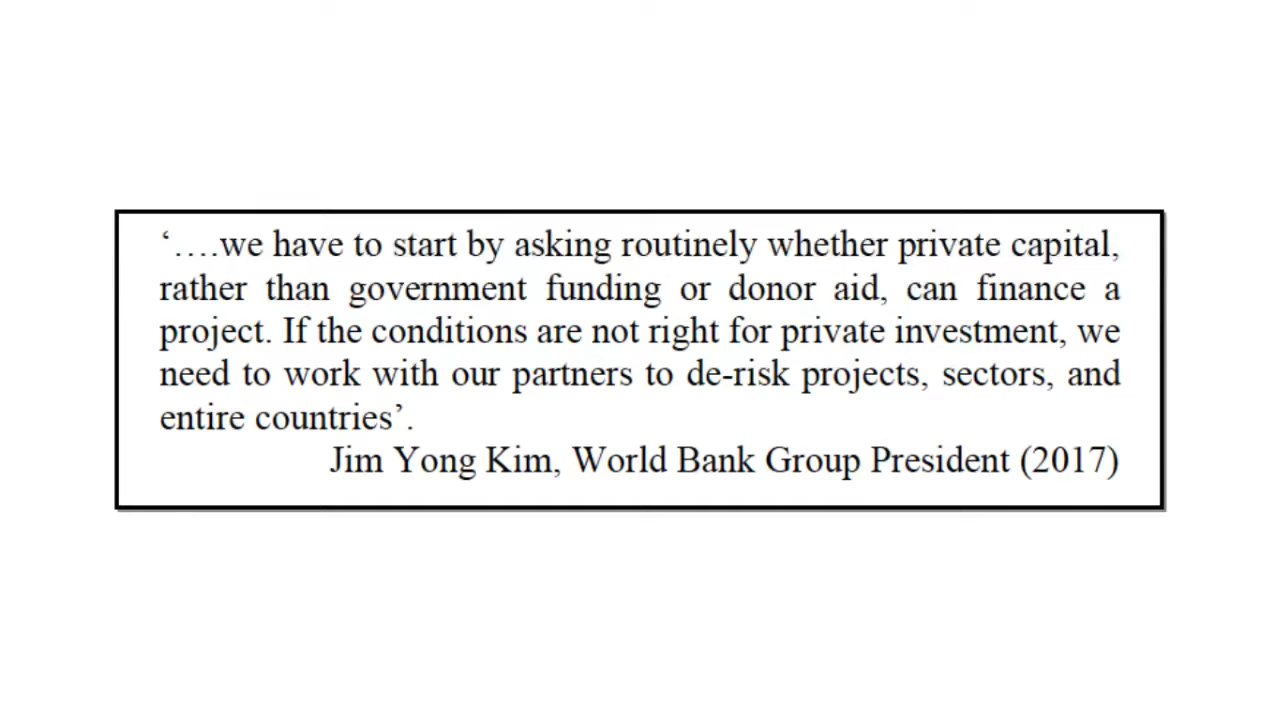 ‘….we have to start by asking routinely whether private capital,
rather than government funding or donor aid, can finance a
project. If the conditions are not right for private investment, we
need to work with our partners to de-risk projects, sectors, and
entire countries’.
Jim Yong Kim, World Bank Group President (2017)